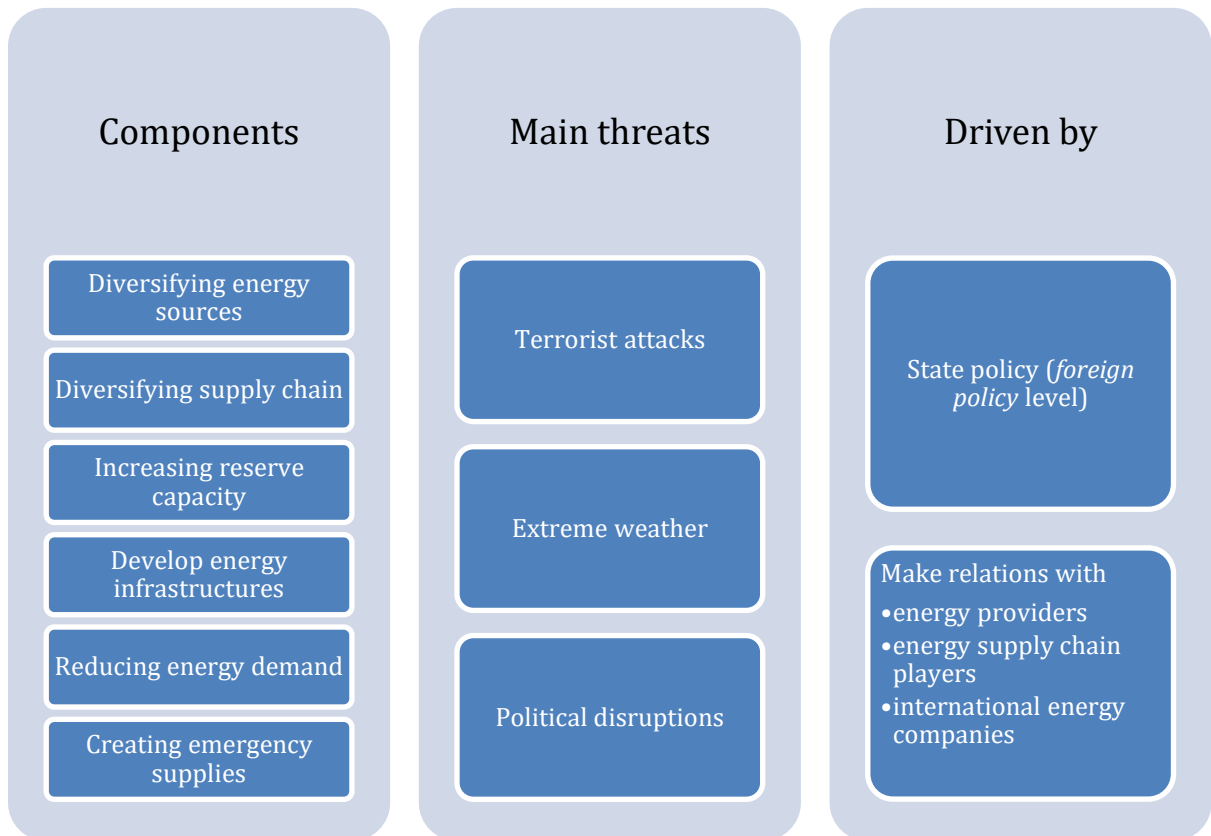 Components
Diversifying energy
sources
Diversifying supply chain
Increasing reserve
capacity
Develop energy
infrastructures
Reducing energy demand
Creating emergency
supplies
Main threats
Terrorist attacks
Extreme weather
Political disruptions
Driven by
State policy (foreign
policy level)
Make relations with
•energy providers
•energy supply chain
players
•international energy
companies